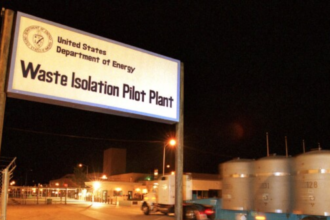 United States
Department of Energy
Waste Isolation Pilot Plant